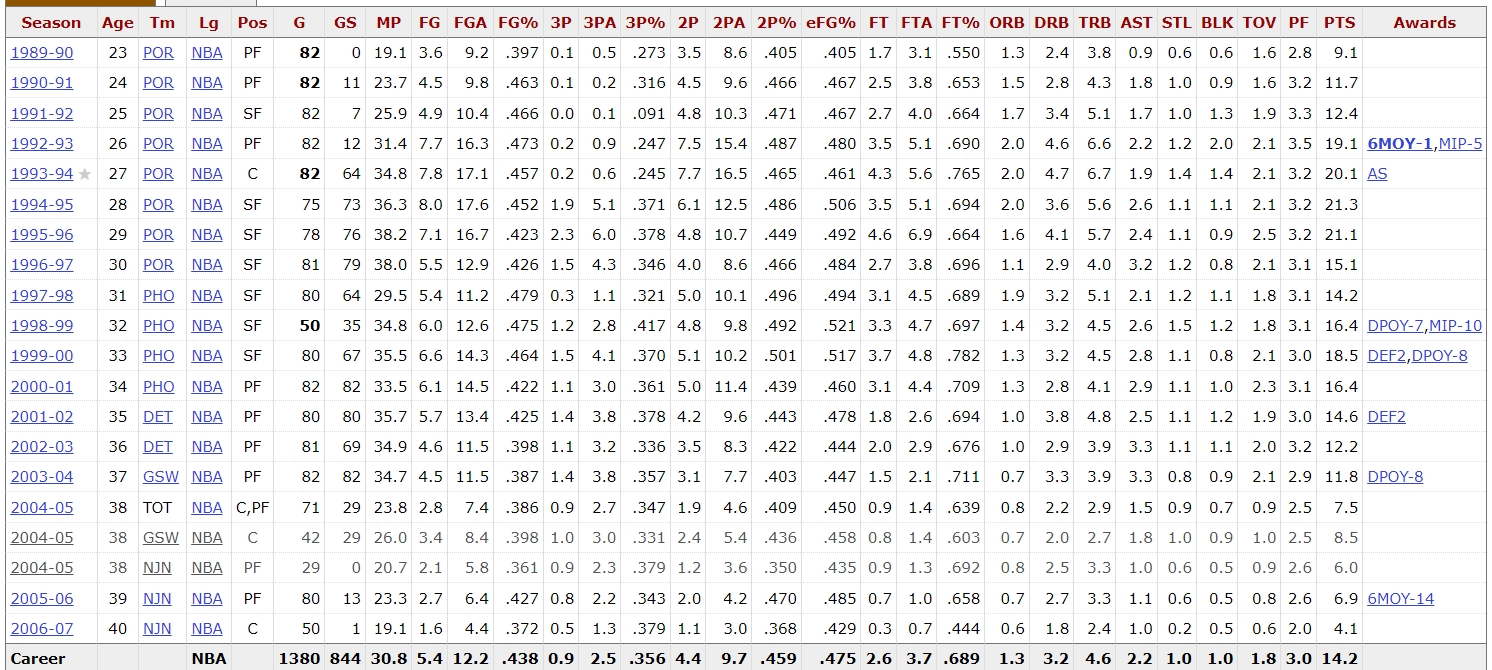 Season Age Tm Lg Pos G GS MP FG FGA FG% 3P 3PA 3P% 2P 2PA 2P% eFG% FT FTA FT% ORB DRB TRB AST STL BLK TOV PF PTS Awards
1989-90 23 POR NBA PF 82 0 19.1 3.6 9.2 .397 0.1 0.5 .273 3.5 8.6 .405 .405 1.7 3.1 .550 1.3 2.4 3.8 0.9 0.6 0.6 1.6 2.8 9.1
1990-91 24 POR NBA PF 82 11 23.7 4.5 9.8 .463 0.1 0.2 .316 4.5 9.6 .466 .467 2.5 3.8 .653 1.5 2.8 4.3 1.8 1.0 0.9 1.6 3.2 11.7
1991-92 25 POR NBA SF 82 7 25.9 4.9 10.4 .466 0.0 0.1 .091 4.8 10.3 .471 .467 2.7 4.0 .664 1.7 3.4 5.1 1.7 1.0 1.3 1.9 3.3 12.4
1992-93 26 POR NBA PF 82 12 31.4 7.7 16.3 .473 0.2 0.9 .247 7.5 15.4 .487 .480 3.5 5.1 .690 2.0 4.6 6.6 2.2 1.2 2.0 2.1 3.5 19.1 6MOY-1,MIP-5
1993-94 ★ 27 POR NBA C 82 64 34.8 7.8 17.1 .457 0.2 0.6 .245 7.7 16.5 .465 .461 4.3 5.6 .765 2.0 4.7 6.7 1.9 1.4 1.4 2.1 3.2 20.1 AS
1994-95 28 POR NBA SF 75 73 36.3 8.0 17.6 .452 1.9 5.1 .371 6.1 12.5 .486 .506 3.5 5.1 .694 2.0 3.6 5.6 2.6 1.1 1.1 2.1 3.2 21.3
1995-96 29 POR NBA SF 78 76 38.2 7.1 16.7 .423 2.3 6.0 .378 4.8 10.7 .449 .492 4.6 6.9 .664 1.6 4.1 5.7 2.4 1.1 0.9 2.5 3.2 21.1
1996-97 30 POR NBA SF 81 79 38.0 5.5 12.9 .426 1.5 4.3 .346 4.0 8.6 .466 .484 2.7 3.8 .696 1.1 2.9 4.0 3.2 1.2 0.8 2.1 3.1 15.1
1997-98 31 PHO NBA SF 80 64 29.5 5.4 11.2 .479 0.3 1.1 .321 5.0 10.1 .496 .494 3.1 4.5 .689 1.9 3.2 5.1 2.1 1.2 1.1 1.8 3.1 14.2
1998-99 32 PHO NBA SF 50 35 34.8 6.0 12.6 .475 1.2 2.8 .417 4.8 9.8 .492 .521 3.3 4.7 .697 1.4 3.2 4.5 2.6 1.5 1.2 1.8 3.1 16.4 DPOY-7,MIP-10
1999-00 33 PHO NBA SF 80 67 35.5 6.6 14.3 .464 1.5 4.1 .370 5.1 10.2 .501 .517 3.7 4.8 .782 1.3 3.2 4.5 2.8 1.1 0.8 2.1 3.0 18.5 DEF2,DPOY-8
2000-01 34 PHO NBA PF 82 82 33.5 6.1 14.5 .422 1.1 3.0 .361 5.0 11.4 .439 .460 3.1 4.4 .709 1.3 2.8 4.1 2.9 1.1 1.0 2.3 3.1 16.4
2001-02 35 DET NBA PF 80 80 35.7 5.7 13.4 .425 1.4 3.8 .378 4.2 9.6 .443 .478 1.8 2.6 .694 1.0 3.8 4.8 2.5 1.1 1.2 1.9 3.0 14.6 DEF2
2002-03 36 DET NBA PF 81 69 34.9 4.6 11.5 .398 1.1 3.2 .336 3.5 8.3 .422 .444 2.0 2.9 .676 1.0 2.9 3.9 3.3 1.1 1.1 2.0 3.2 12.2
2003-04 37 GSW NBA PF 82 82 34.7 4.5 11.5 .387 1.4 3.8 .357 3.1 7.7 .403 .447 1.5 2.1 .711 0.7 3.3 3.9 3.3 0.8 0.9 2.1 2.9 11.8 DPOY-8
2004-05 38 TOT NBA C,PF 71 29 23.8 2.8 7.4 .386 0.9 2.7 .347 1.9 4.6 .409 .450 0.9 1.4 .639 0.8 2.2 2.9 1.5 0.9 0.7 0.9 2.5 7.5
2004-05 38 GSW NBA C 42 29 26.0 3.4 8.4 .398 1.0 3.0 .331 2.4 5.4 .436 .458 0.8 1.4 .603 0.7 2.0 2.7 1.8 1.0 0.9 1.0 2.5 8.5
2004-05 38 NJN NBA PF 29 0 20.7 2.1 5.8 .361 0.9 2.3 .379 1.2 3.6 .350 .435 0.9 1.3 .692 0.8 2.5 3.3 1.0 0.6 0.5 0.9 2.6 6.0
2005-06 39 NJN NBA PF 80 13 23.3 2.7 6.4 .427 0.8 2.2 .343 2.0 4.2 .470 .485 0.7 1.0 .658 0.7 2.7 3.3 1.1 0.6 0.5 0.8 2.6 6.9 6MOY-14
2006-07 40 NJN NBA C 50 1 19.1 1.6 4.4 .372 0.5 1.3 .379 1.1 3.0 .368 .429 0.3 0.7 .444 0.6 1.8 2.4 1.0 0.2 0.5 0.6 2.0 4.1
Career NBA 1380 844 30.8 5.4 12.2 .438 0.9 2.5 .356 4.4 9.7 .459 .475 2.6 3.7 .689 1.3 3.2 4.6 2.2 1.0 1.0 1.8 3.0 14.2